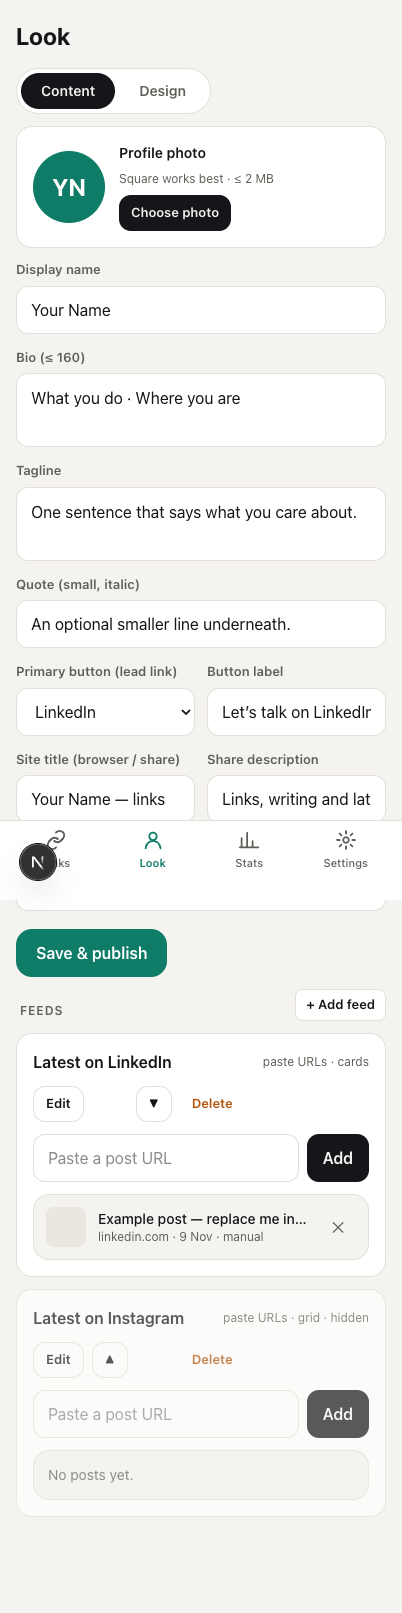 Look
Content Design
YN
Profile photo
Square works best · ≤ 2 MB
Choose photo
Display name
Your Name
Bio (≤ 160)
What you do · Where you are
Tagline
One sentence that says what you care about.
Quote (small, italic)
An optional smaller line underneath.
Primary button (lead link) Button label
LinkedIn Let’s talk on LinkedIn
Site title (browser / share) Share description
Your Name — links Links, writing and lat
N
Look Stats Settings
Save & publish
FEEDS + Add feed
Latest on LinkedIn paste URLs · cards
Edit ▼ Delete
Paste a post URL Add
Example post — replace me in...
linkedin.com · 9 Nov · manual
Latest on Instagram paste URLs · grid · hidden
Edit ▲ Delete
Paste a post URL Add
No posts yet.